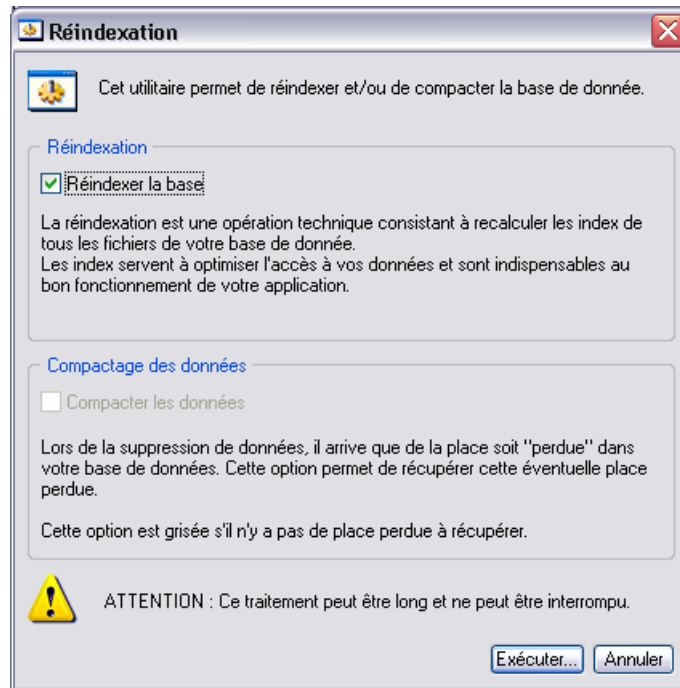 Réindexation
Cet utilitaire permet de réindexer et/ou de compacter la base de donnée.
Réindexation
Réindexer la base
La réindexation est une opération technique consistant à recalculer les index de
tous les fichiers de votre base de donnée.
Les index servent à optimiser l'accès à vos données et sont indispensables au
bon fonctionnement de votre application.
Compactage des données
Compacter les données
Lors de la suppression de données, il arrive que de la place soit "perdue" dans
votre base de données. Cette option permet de récupérer cette éventuelle place
perdue.
Cette option est grisée s'il n'y a pas de place perdue à récupérer.
ATTENTION : Ce traitement peut être long et ne peut être interrompu.
Exécuter... Annuler